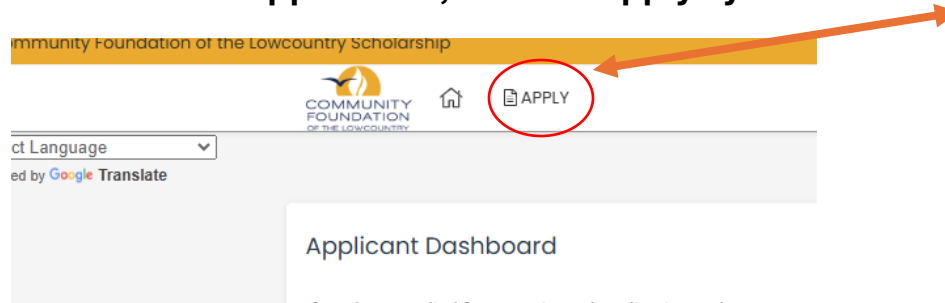 apply
ommunity Foundation of the Lowcountry Scholarship
COMMUNITY
FOUNDATION
OF THE LOWCOUNTRY
APPLY
ct Language
ed by Google Translate
Applicant Dashboard